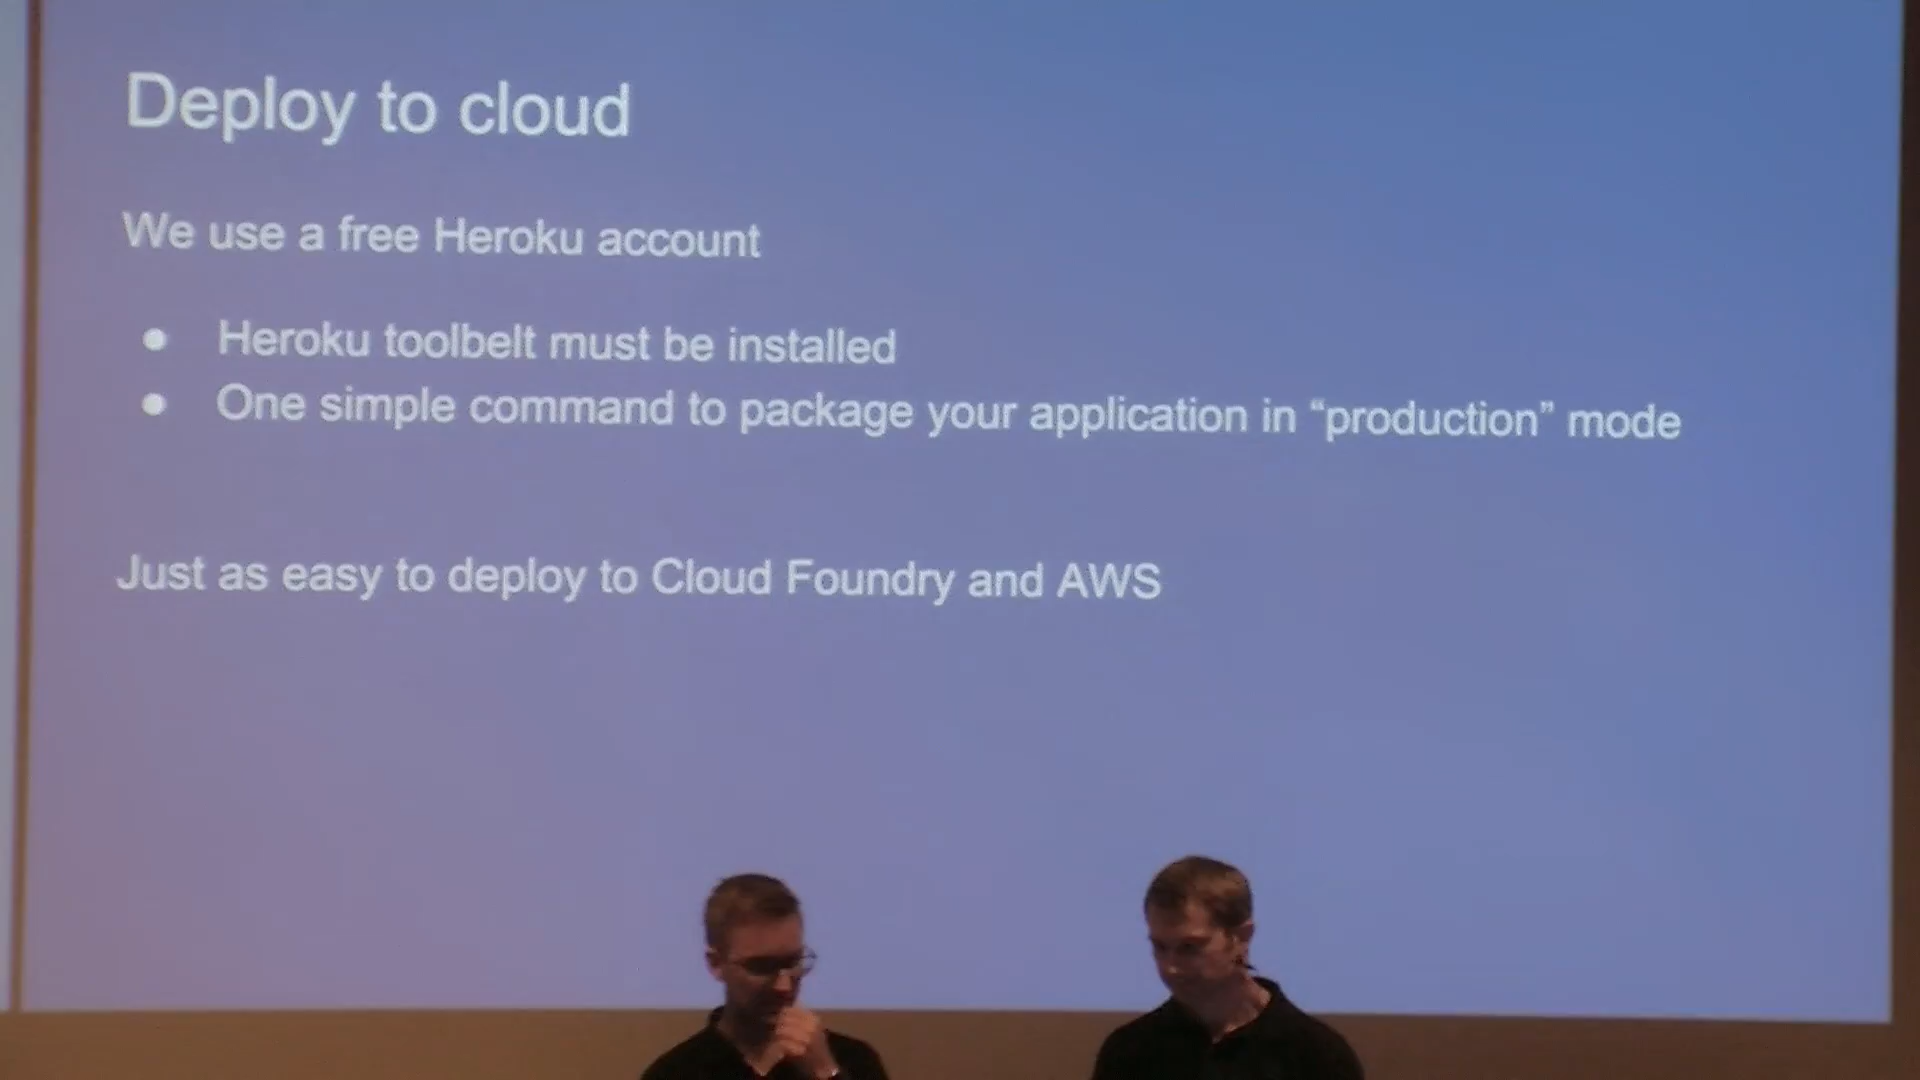 Deploy to cloud
We use a free Heroku account
● Heroku toolbelt must be installed
● One simple command to package your application in “production” mode
Just as easy to deploy to Cloud Foundry and AWS